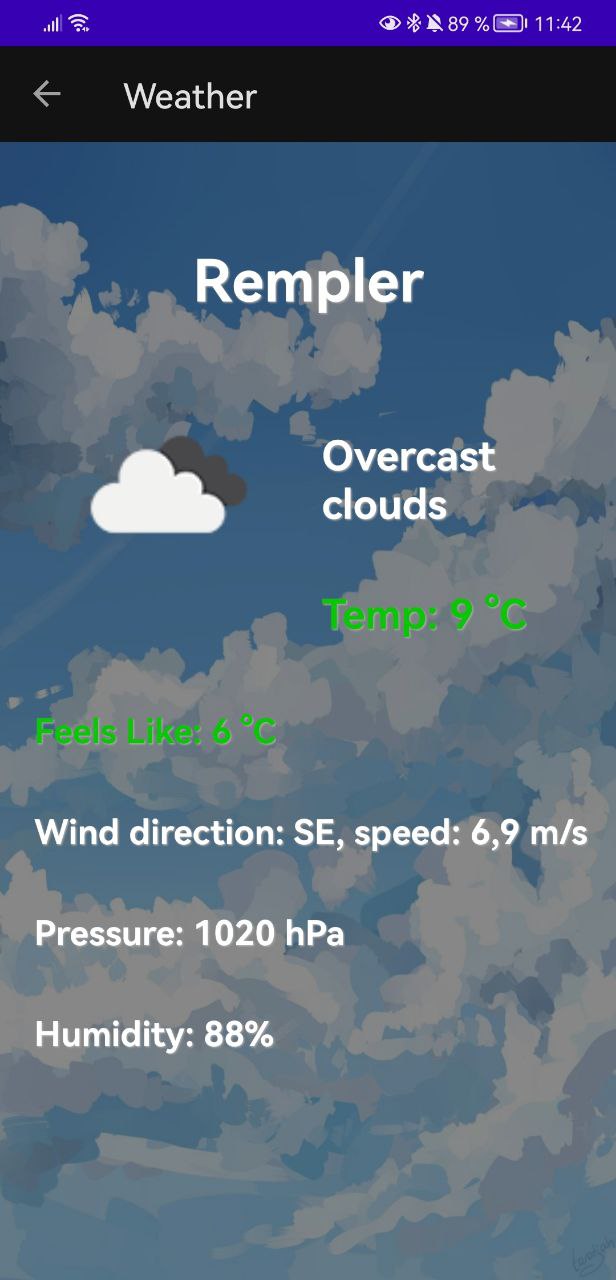 89 % 11:42
Weather
Rempler
Overcast
clouds
Temp: 9 °C
Feels Like: 6 °C
Wind direction: SE, speed: 6,9 m/s
Pressure: 1020 hPa
Humidity: 88%